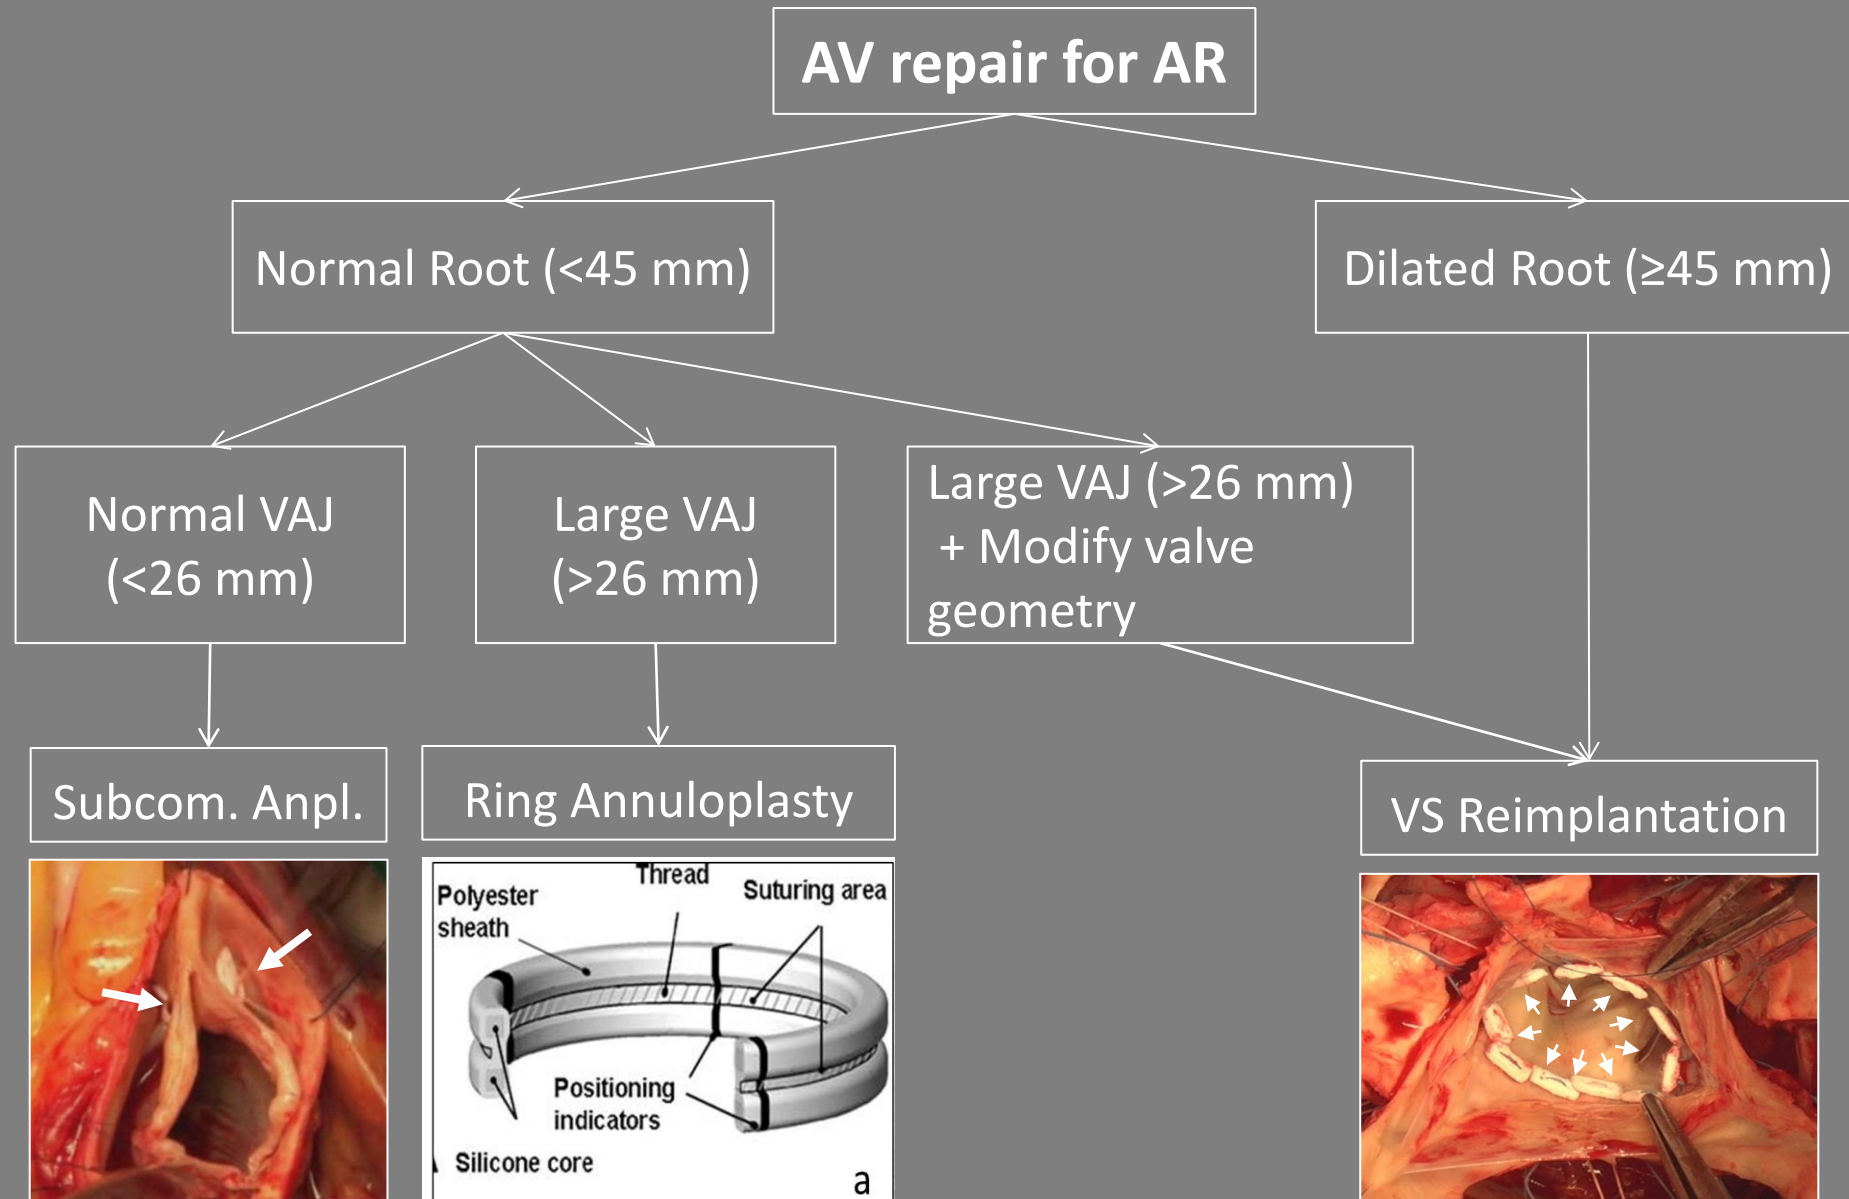 AV repair for AR
Normal Root (<45 mm)
Dilated Root (≥45 mm)
Normal VAJ
(<26 mm)
Large VAJ
(>26 mm)
Large VAJ (>26 mm)
+ Modify valve
geometry
Subcom. Anpl.
Ring Annuloplasty
VS Reimplantation
Thread
Polyester
sheath
Suturing area
Positioning
indicators
Silicone core
a